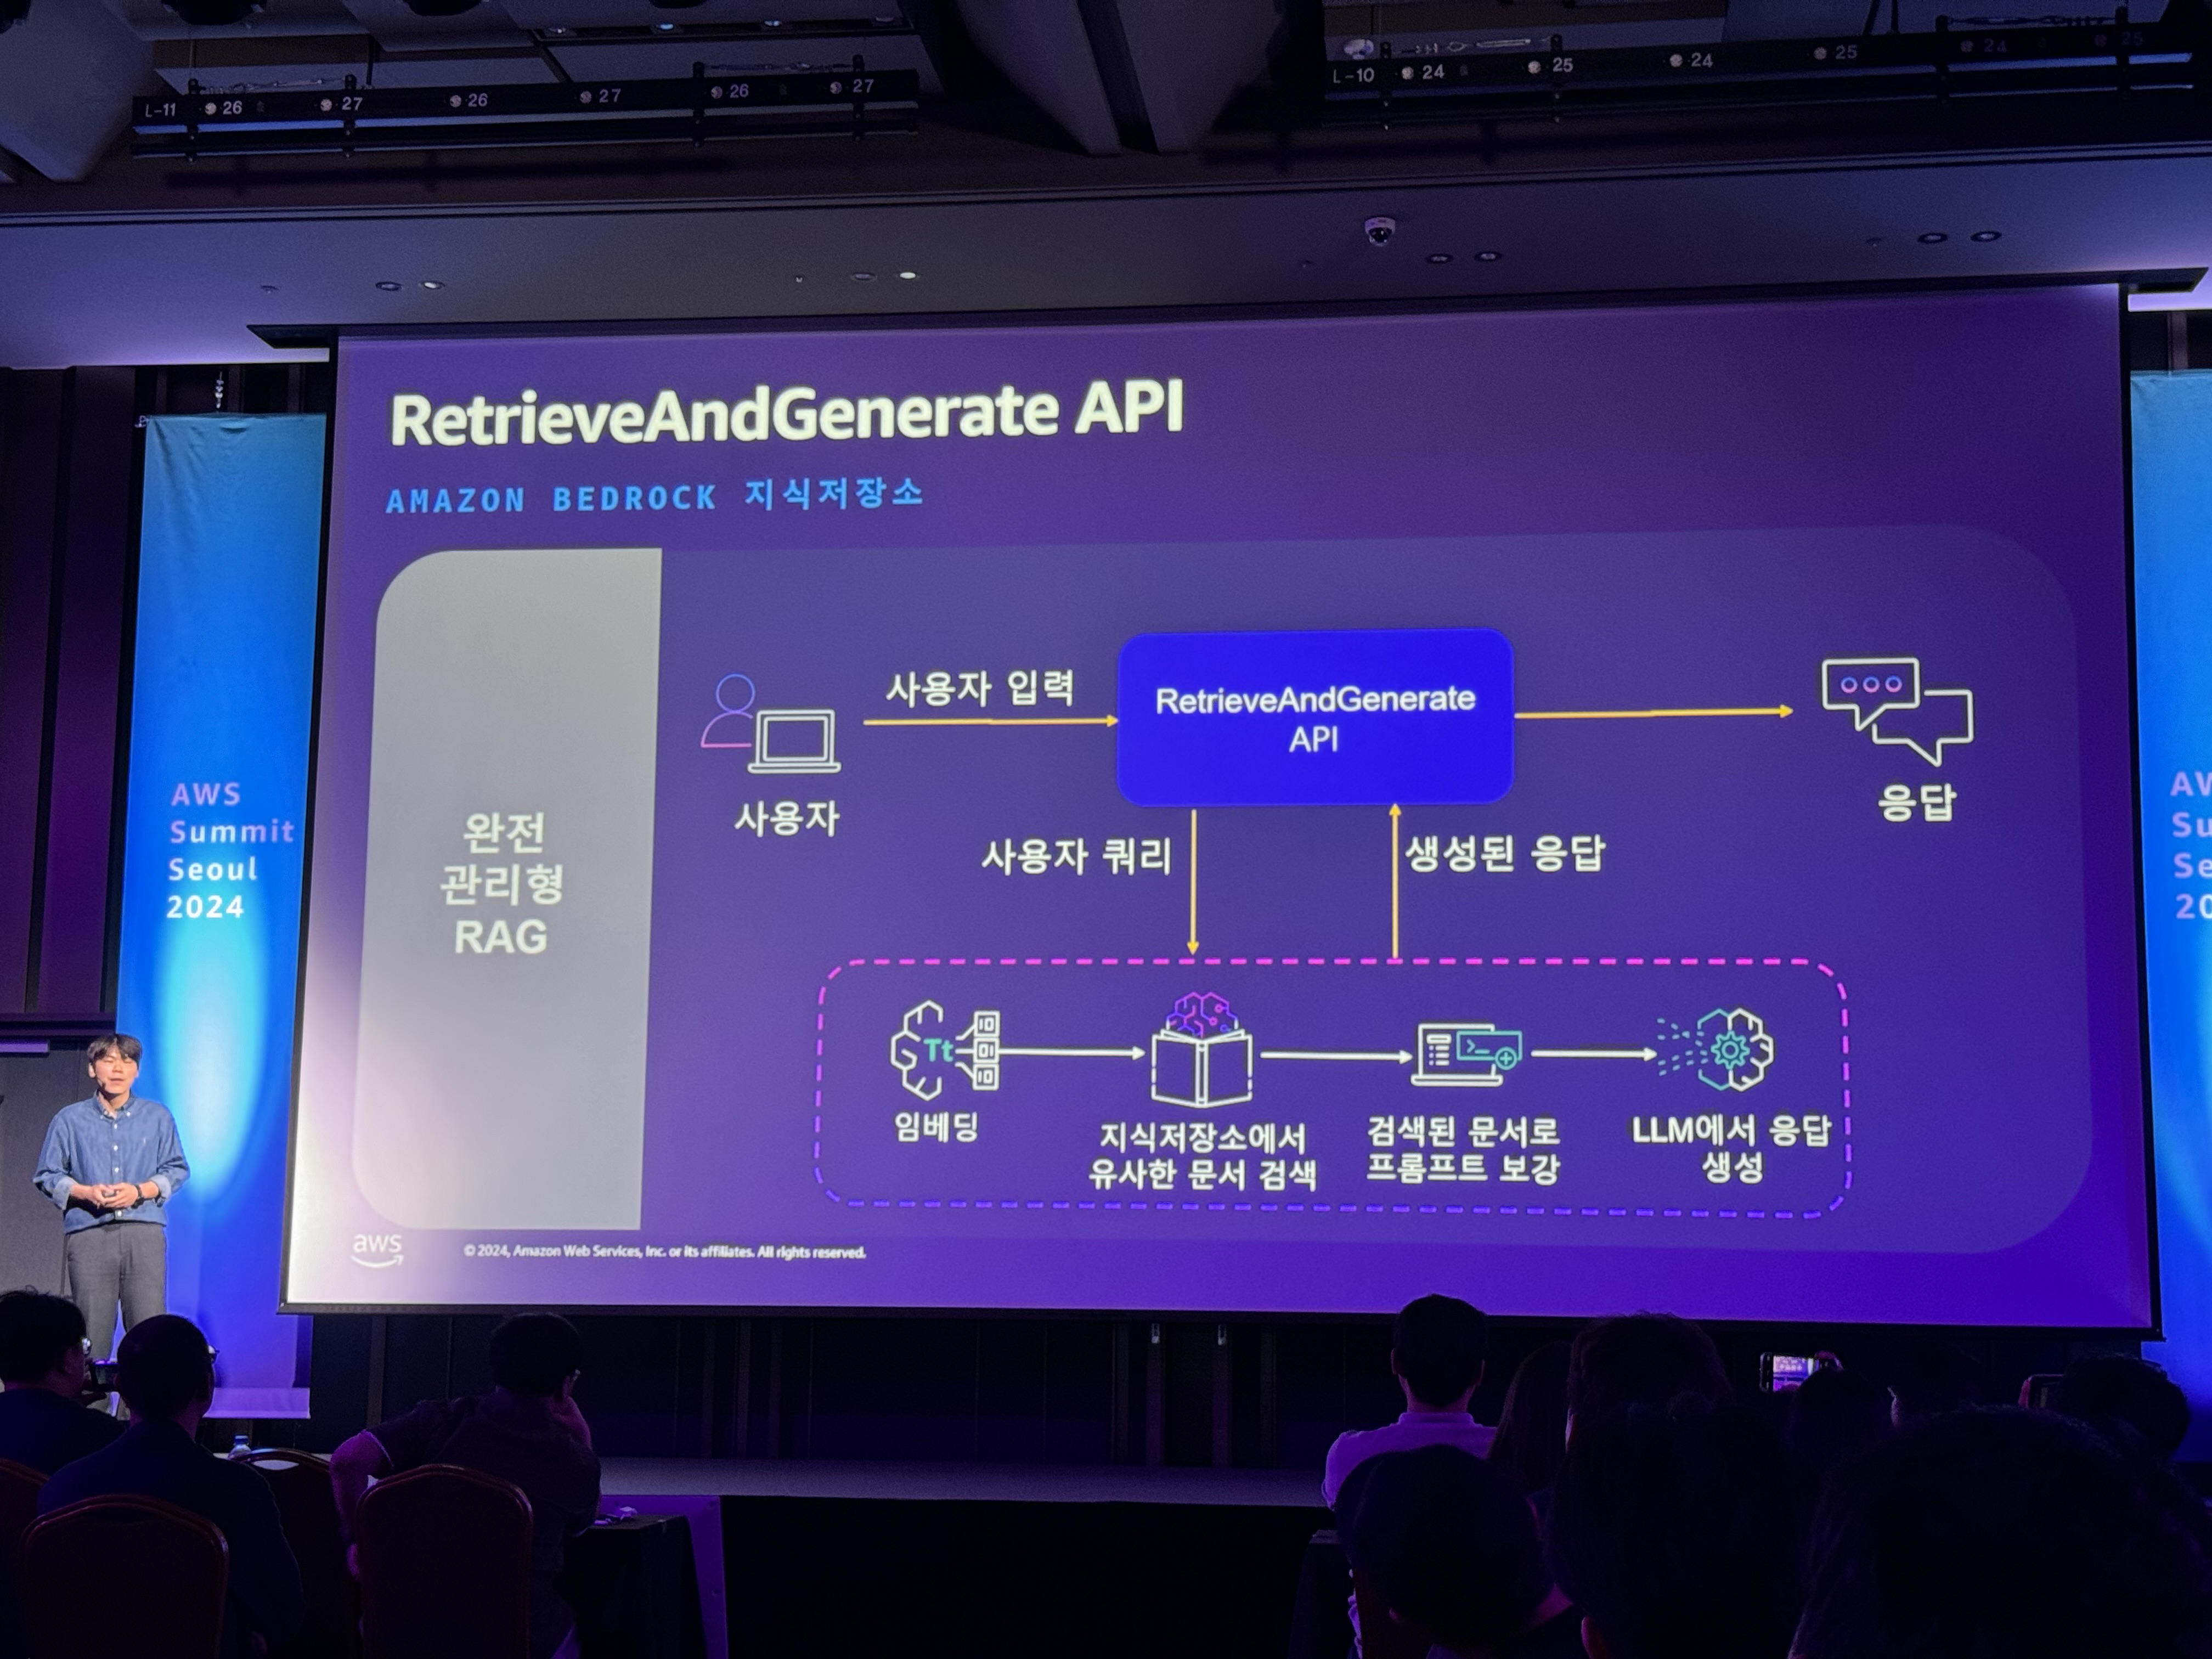 L-11 26 27 26 27 26 27
L-10 24 25 24 25 24 25
RetrieveAndGenerate API
AMAZON BEDROCK 지식저장소
완전
관리형
RAG
사용자
사용자 입력
RetrieveAndGenerate
API
응답
사용자 쿼리
생성된 응답
Tt
임베딩
지식저장소에서
유사한 문서 검색
검색된 문서로
프롬프트 보강
LLM에서 응답
생성
aws
© 2024, Amazon Web Services, Inc. or its affiliates. All rights reserved.
AWS
Summit
Seoul
2024
AW
Su
Se
20